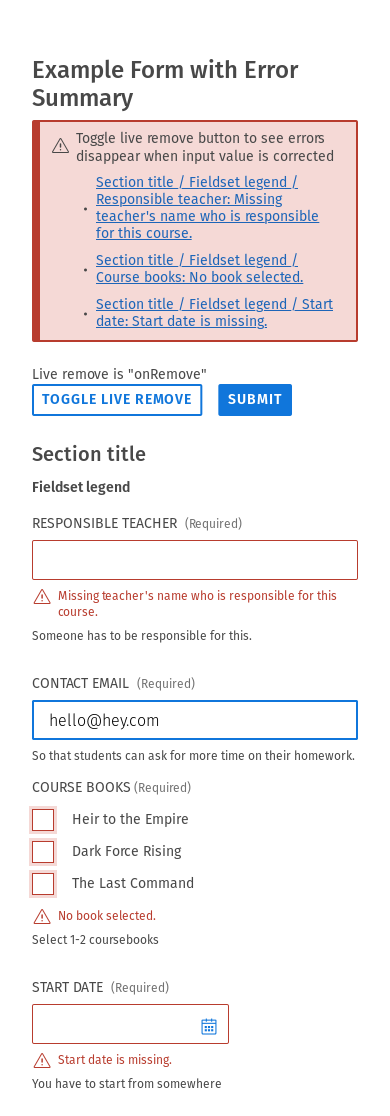 Example Form with Error
Summary
Toggle live remove button to see errors
disappear when input value is corrected
Section title / Fieldset legend /
Responsible teacher: Missing
teacher's name who is responsible
for this course.
Section title / Fieldset legend /
Course books: No book selected.
Section title / Fieldset legend / Start
date: Start date is missing.
Live remove is "onRemove"
TOGGLE LIVE REMOVE SUBMIT
Section title
Fieldset legend
RESPONSIBLE TEACHER (Required)
Missing teacher's name who is responsible for this
course.
Someone has to be responsible for this.
CONTACT EMAIL (Required)
hello@hey.com
So that students can ask for more time on their homework.
COURSE BOOKS (Required)
Heir to the Empire
Dark Force Rising
The Last Command
No book selected.
Select 1-2 coursebooks
START DATE (Required)
Start date is missing.
You have to start from somewhere